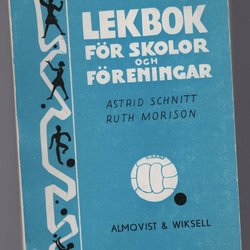 LEKBOK
FÖR SKOLOR
OCH
FÖRENINGAR
ASTRID SCHNITT
RUTH MORISON
ALMQVIST & WIKSELL